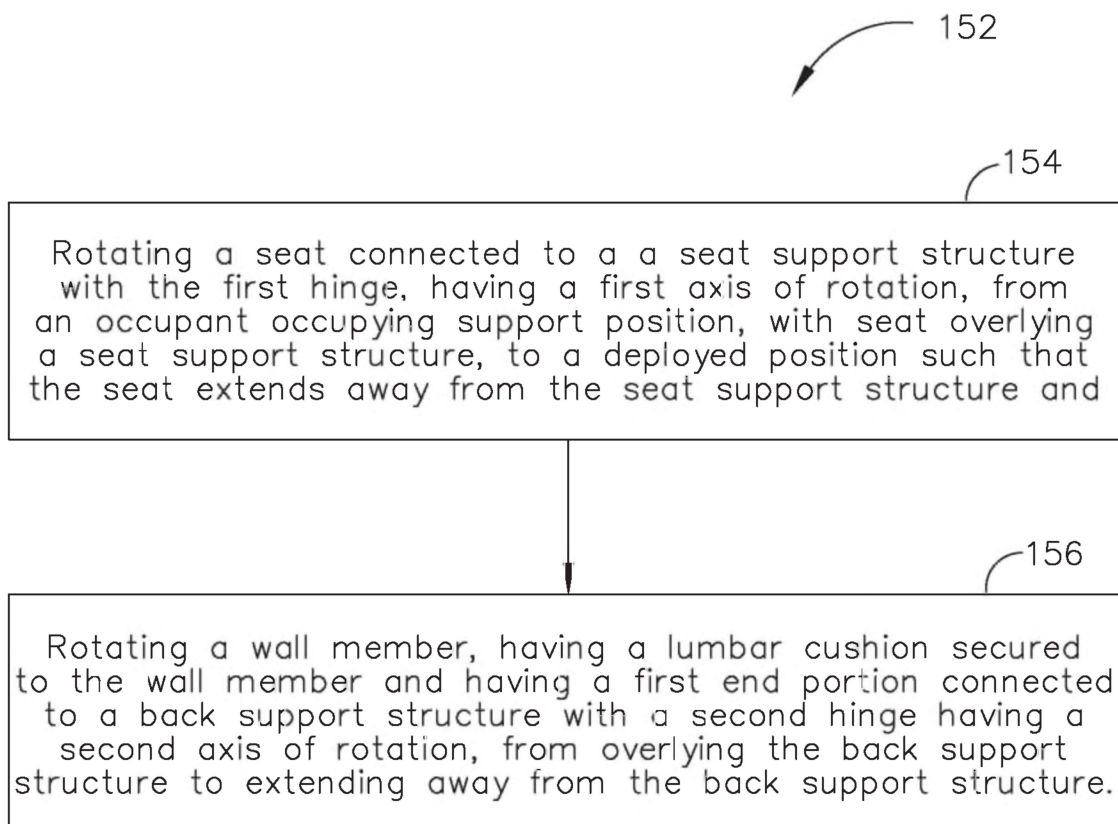 152
154
Rotating a seat connected to a a seat support structure
with the first hinge, having a first axis of rotation, from
an occupant occupying support position, with seat overlying
a seat support structure, to a deployed position such that
the seat extends away from the seat support structure and
156
Rotating a wall member, having a lumbar cushion secured
to the wall member and having a first end portion connected
to a back support structure with a second hinge having a
second axis of rotation, from overlying the back support
structure to extending away from the back support structure.